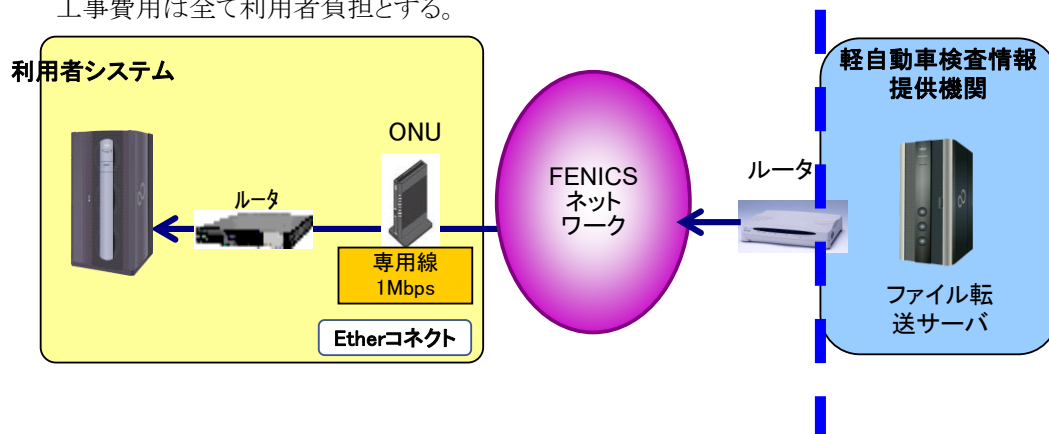 工事費用は全て利用者負担とする。
利用者システム
軽自動車検査情報
提供機関
ONU
ルータ
ルータ
FENICS
ネット
ワーク
専用線
1Mbps
ファイル転
送サーバ
Etherコネクト